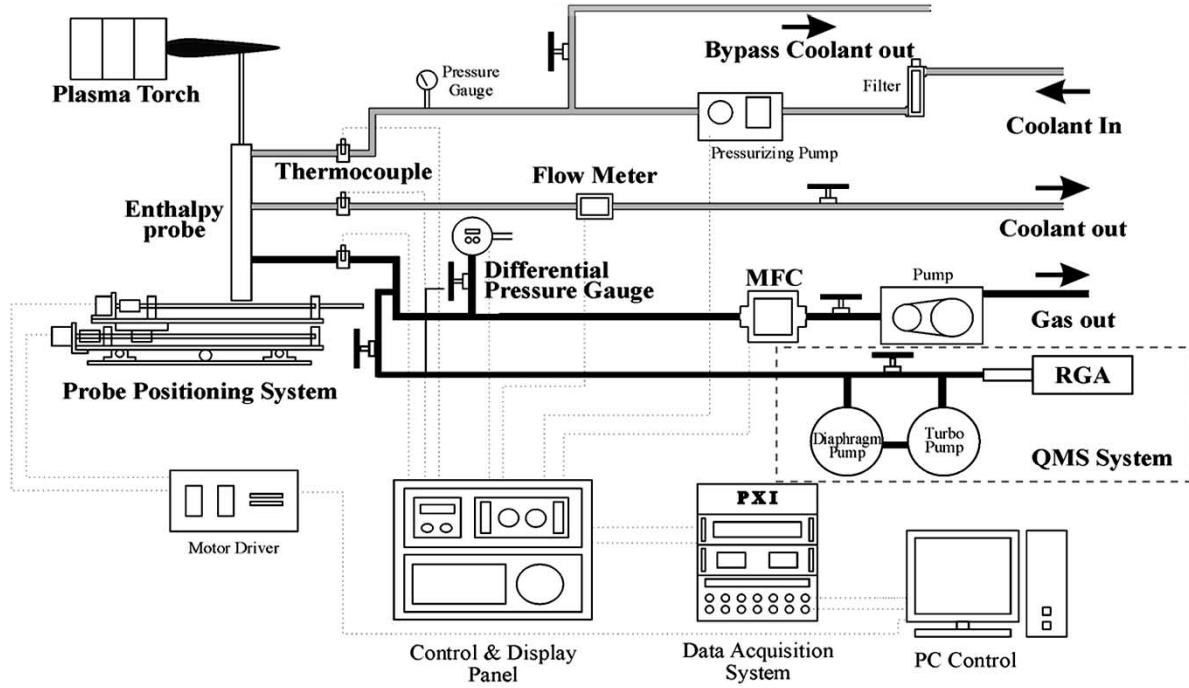 Plasma Torch
Pressure
Gauge
Bypass Coolant out
Filter
Coolant In
Pressurizing Pump
Thermocouple
Flow Meter
Enthalpy
probe
Coolant out
Differential
Pressure Gauge
MFC
Pump
Gas out
Probe Positioning System
RGA
Diaphragm
Pump
Turbo
Pump
QMS System
Motor Driver
PXI
Control & Display
Panel
Data Acquisition
System
PC Control